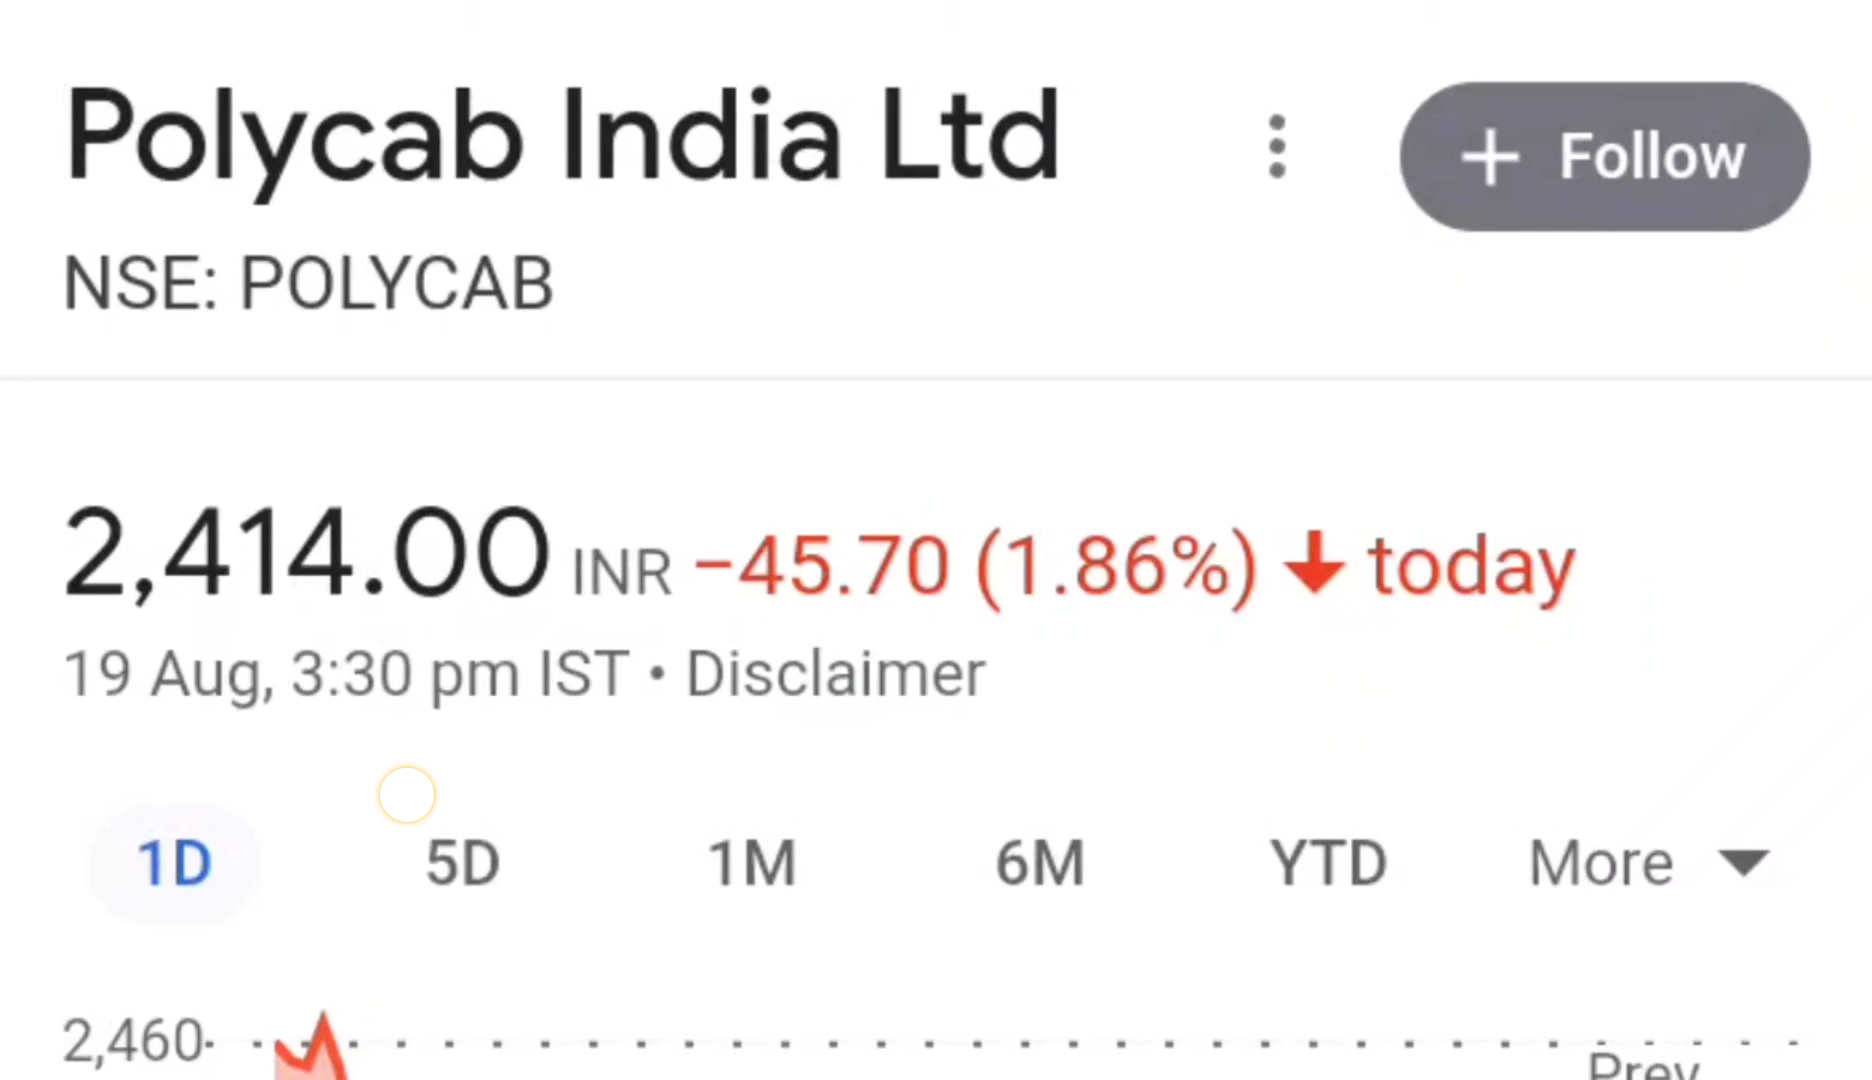 Polycab India Ltd
+ Follow
NSE: POLYCAB
2,414.00 INR −45.70 (1.86%) ↓ today
19 Aug, 3:30 pm IST • Disclaimer
1D 5D 1M 6M YTD More
2,460
Prev